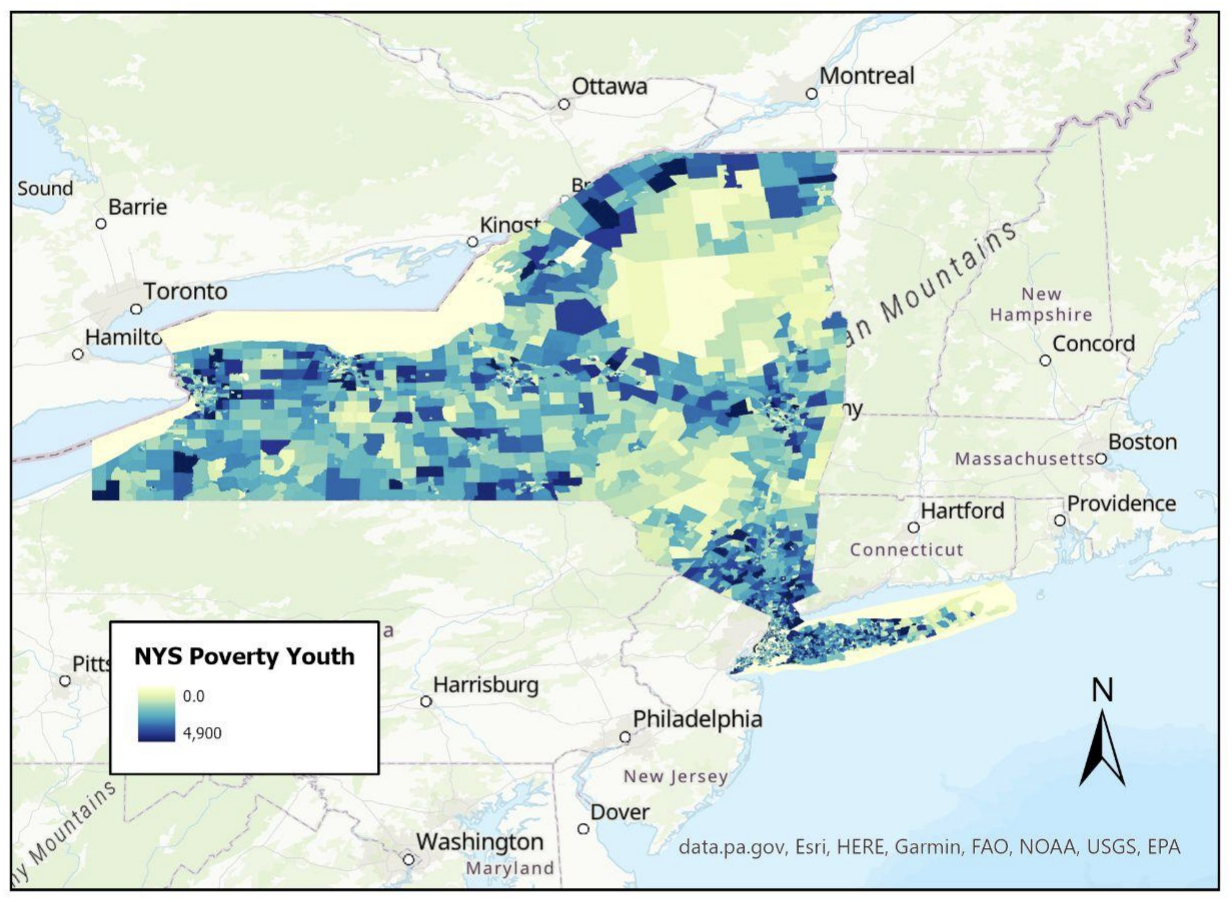 Ottawa
Montreal
Br
Sound
Barrie
Kingst
Toronto
Hamilto
an Mountains
New
Hampshire
Concord
ny
Boston
Massachusetts
Hartford
Providence
Connecticut
NYS Poverty Youth
0.0
4,900
a
Pitts
Harrisburg
N
Philadelphia
New Jersey
Dover
ny Mountains
Washington
Maryland
data.pa.gov, Esri, HERE, Garmin, FAO, NOAA, USGS, EPA